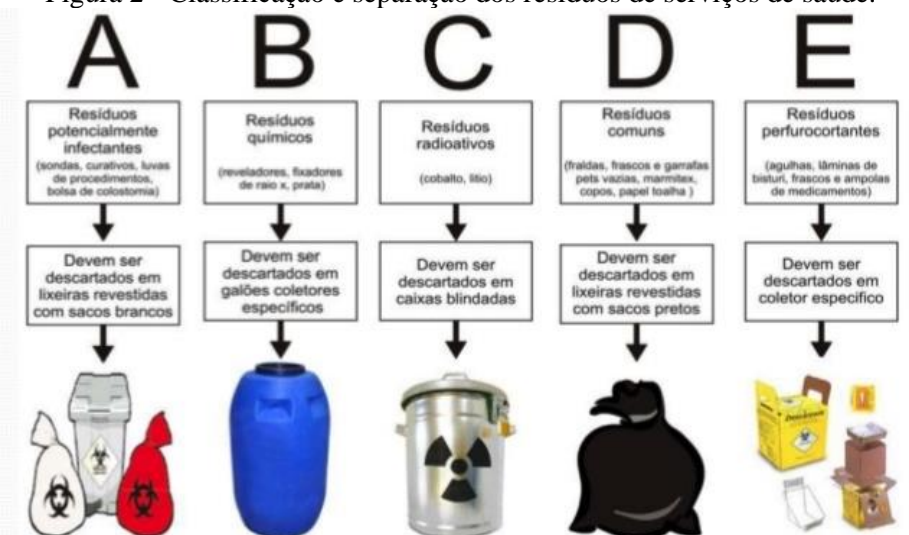 Figura 2 - Classificação e separação dos resíduos de serviços de saúde.
A
Resíduos
potencialmente
infectantes
(sondas, curativos, luvas
de procedimentos,
bolsa de colostomia)
Devem ser
descartados em
lixeiras revestidas
com sacos brancos
B
Resíduos
químicos
(reveladores, fixadores
de raio x, prata)
Devem ser
descartados em
galões coletores
específicos
C
Resíduos
radioativos
(cobalto, lítio)
Devem ser
descartados em
caixas blindadas
D
Resíduos
comuns
(fraldas, frascos e garrafas
pets vazias, marmitex,
copos, papel toalha )
Devem ser
descartados em
lixeiras revestidas
com sacos pretos
E
Resíduos
perfurocortantes
(agulhas, lâminas de
bisturi, frascos e ampolas
de medicamentos)
Devem ser
descartados em
coletor específico